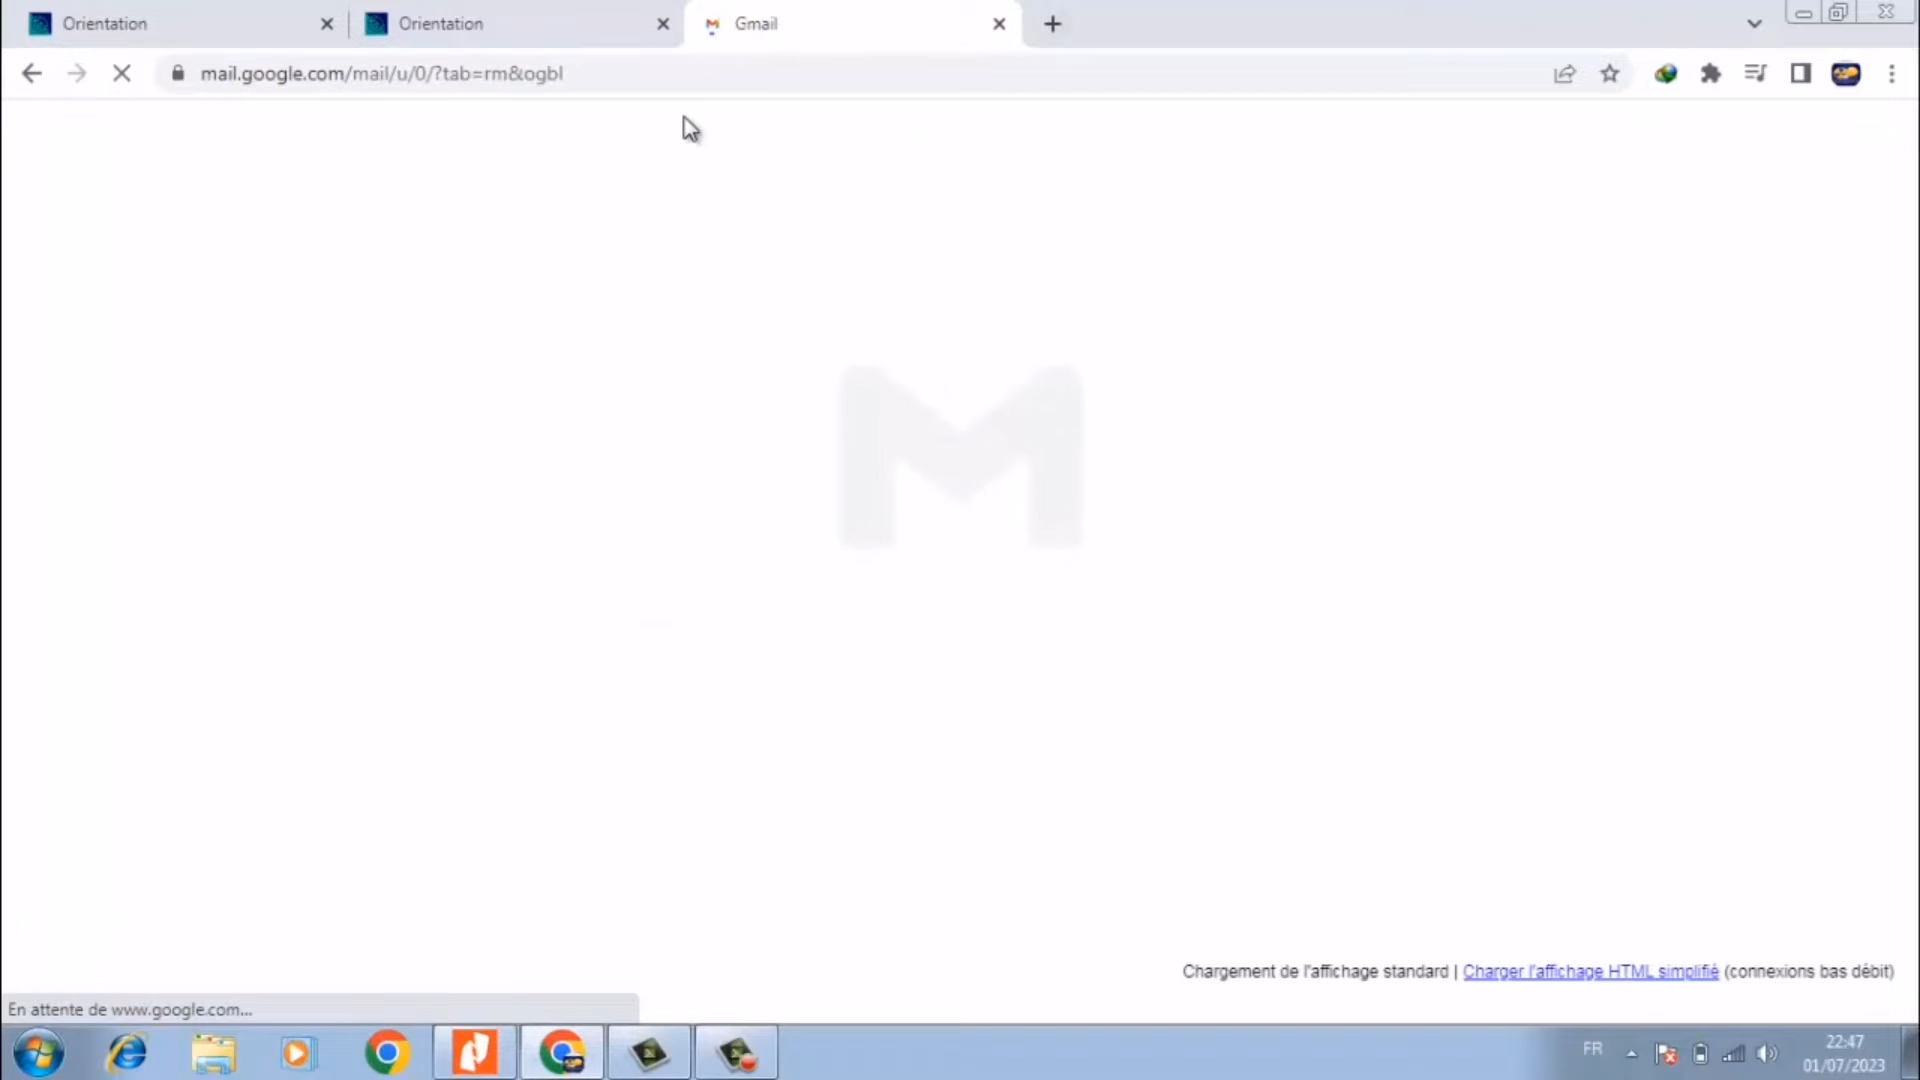 Orientation
Orientation
Gmail
mail.google.com/mail/u/0/?tab=rm&ogbl
Chargement de l'affichage standard | Charger l'affichage HTML simplifié (connexions bas débit)
En attente de www.google.com...
FR
22:47
01/07/2023